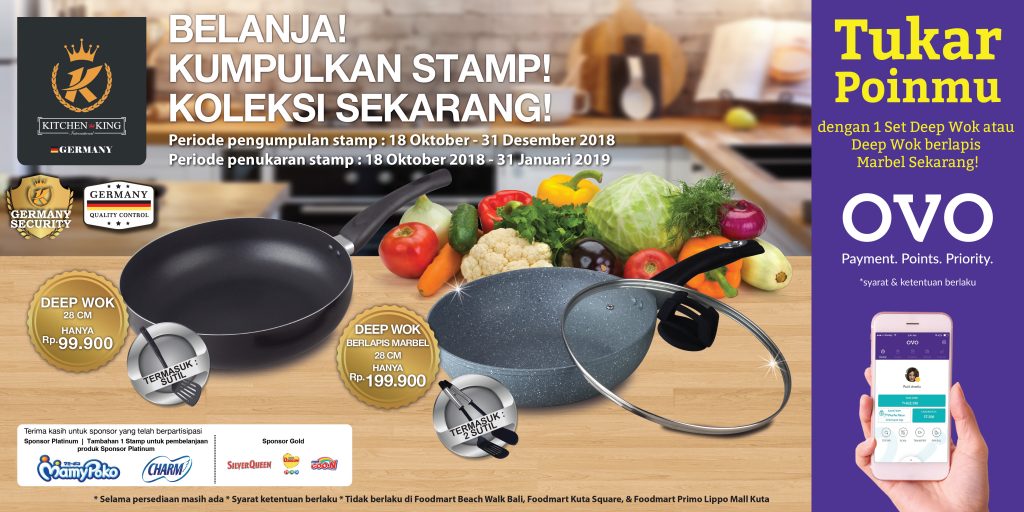 K
KITCHEN KING
International
GERMANY
BELANJA!
KUMPULKAN STAMP!
KOLEKSI SEKARANG!
Periode pengumpulan stamp : 18 Oktober - 31 Desember 2018
Periode penukaran stamp : 18 Oktober 2018 - 31 Januari 2019
GERMANY
SECURITY
GERMANY
QUALITY CONTROL
DEEP WOK
28 CM
HANYA
Rp. 99.900
TERMASUK :
SUTIL
DEEP WOK
BERLAPIS MARBEL
28 CM
HANYA
Rp. 199.900
TERMASUK :
2 SUTIL
Terima kasih untuk sponsor yang telah berpartisipasi
Sponsor Platinum | Tambahan 1 Stamp untuk pembelanjaan
produk Sponsor Platinum
MamyPoko
CHARM
Sponsor Gold
SILVERQUEEN
GOO.N
* Selama persediaan masih ada * Syarat ketentuan berlaku * Tidak berlaku di Foodmart Beach Walk Bali, Foodmart Kuta Square, & Foodmart Primo Lippo Mall Kuta
Tukar
Poinmu
dengan 1 Set Deep Wok atau
Deep Wok berlapis
Marbel Sekarang!
OVO
Payment. Points. Priority.
*syarat & ketentuan berlaku
OVO